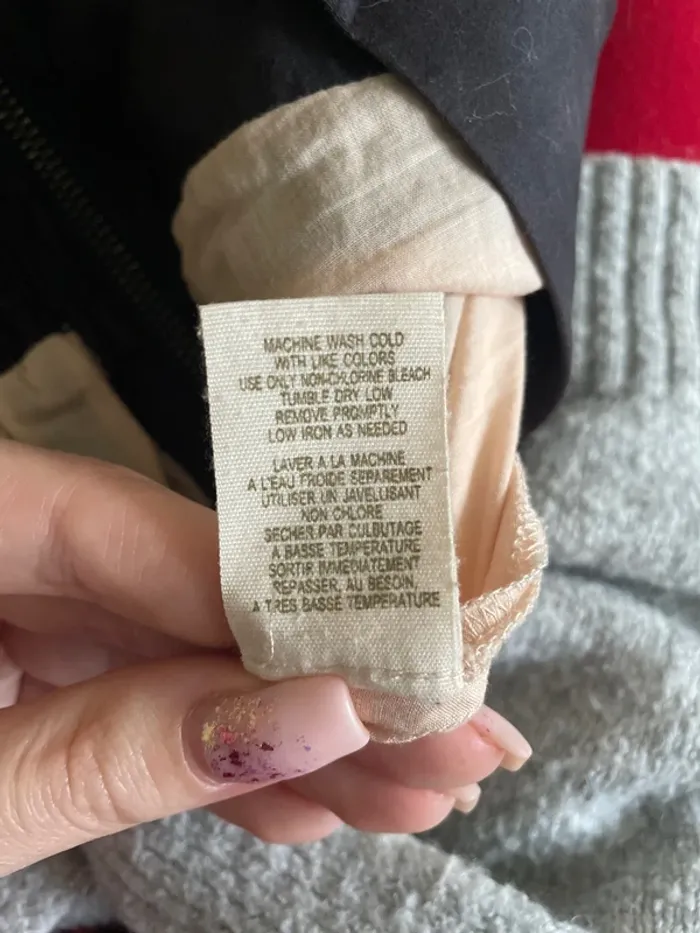 MACHINE WASH COLD
WITH LIKE COLORS
USE ONLY NON-CHLORINE BLEACH
TUMBLE DRY LOW
REMOVE PROMPTLY
LOW IRON AS NEEDED
LAVER A LA MACHINE
A L'EAU FROIDE SEPAREMENT
UTILISER UN JAVELLISANT
NON CHLORE
SECHER PAR CULBUTAGE
A BASSE TEMPERATURE
SORTIR IMMEDIATEMENT
REPASSER, AU BESOIN,
A TRES BASSE TEMPERATURE